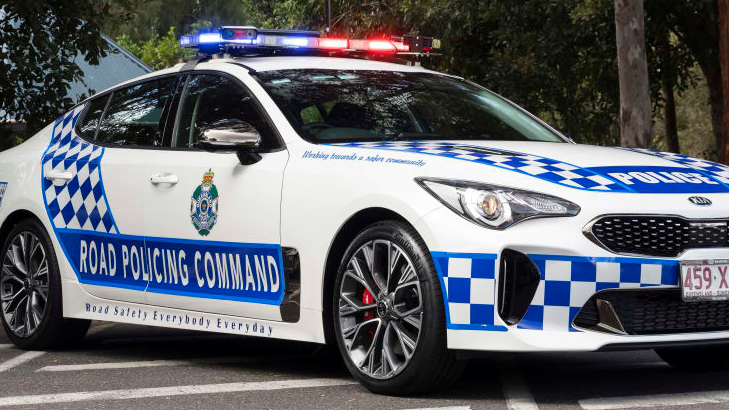 Working towards a safer community
POLICE
KIA
ROAD POLICING COMMAND
459
Road Safety Everybody Everyday